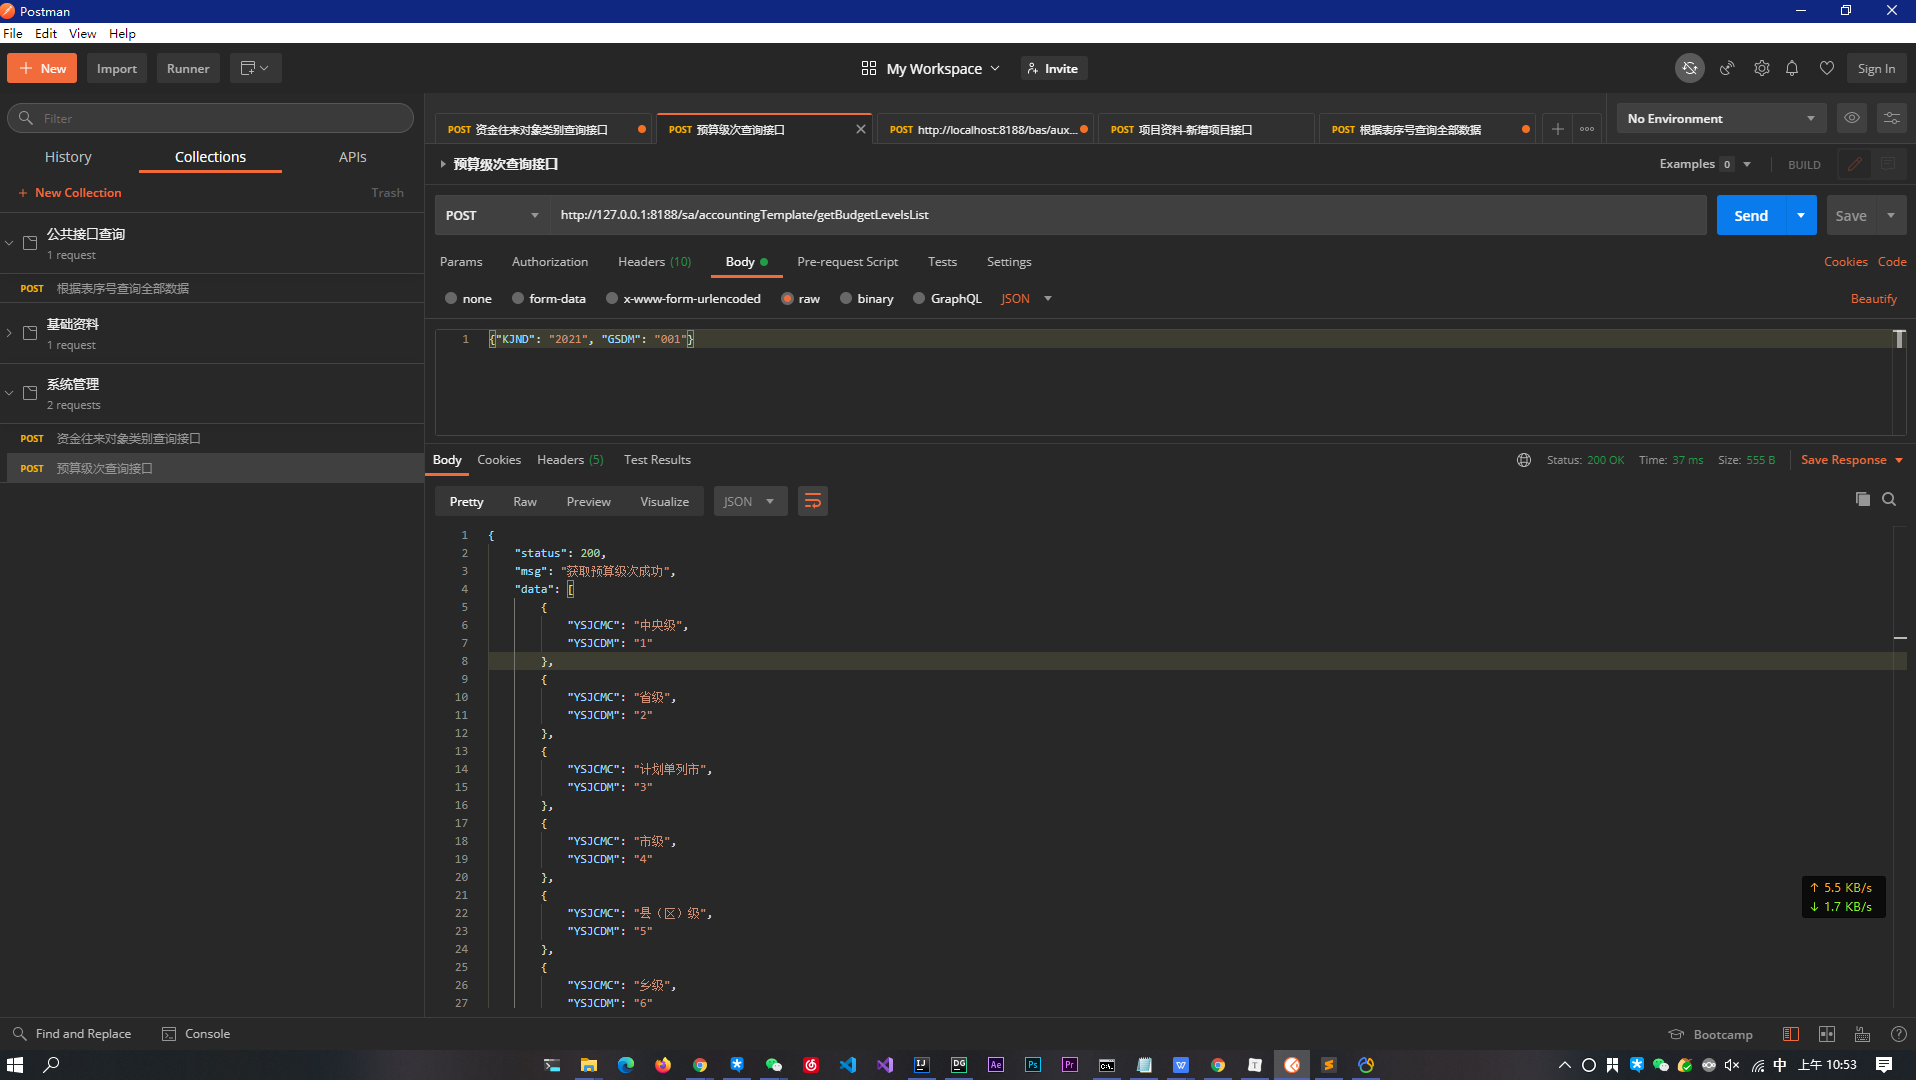 Postman
File Edit View Help
New Import Runner My Workspace Invite Sign In
Filter
History Collections APIs
+ New Collection Trash
公共接口查询
1 request
POST 根据表序号查询全部数据
基础资料
1 request
系统管理
2 requests
POST 资金往来对象类别查询接口
POST 预算级次查询接口
POST 资金往来对象类别查询接口 POST 预算级次查询接口 POST http://localhost:8188/bas/aux... POST 项目资料-新增项目接口 POST 根据表序号查询全部数据 No Environment
预算级次查询接口 Examples 0 BUILD
POST http://127.0.0.1:8188/sa/accountingTemplate/getBudgetLevelsList Send Save
Params Authorization Headers (10) Body Pre-request Script Tests Settings Cookies Code
none form-data x-www-form-urlencoded raw binary GraphQL JSON Beautify
1 {"KJND": "2021", "GSDM": "001"}
Body Cookies Headers (5) Test Results Status: 200 OK Time: 37 ms Size: 555 B Save Response
Pretty Raw Preview Visualize JSON
1 {
2 "status": 200,
3 "msg": "获取预算级次成功",
4 "data": [
5 {
6 "YSJCMC": "中央级",
7 "YSJCDM": "1"
8 },
9 {
10 "YSJCMC": "省级",
11 "YSJCDM": "2"
12 },
13 {
14 "YSJCMC": "计划单列市",
15 "YSJCDM": "3"
16 },
17 {
18 "YSJCMC": "市级",
19 "YSJCDM": "4"
20 },
21 {
22 "YSJCMC": "县（区）级",
23 "YSJCDM": "5"
24 },
25 {
26 "YSJCMC": "乡级",
27 "YSJCDM": "6"
↑ 5.5 KB/s
↓ 1.7 KB/s
Find and Replace Console Bootcamp
IJ DG Ae Ps Pr T 中 上午 10:53